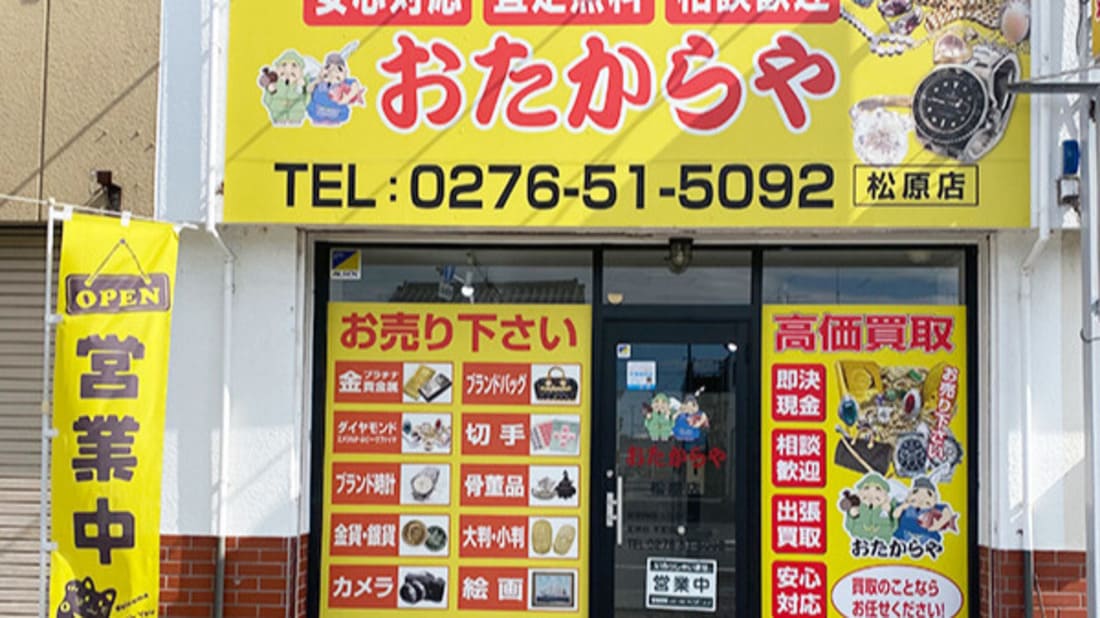 安心対応 査定無料 相談歓迎
おたからや
TEL:0276-51-5092 松原店
OPEN
営業中
お売り下さい
金 プラチナ 貴金属
ブランドバッグ
ダイヤモンド
切手
ブランド時計
骨董品
金貨・銀貨
大判・小判
カメラ
絵画
おたからや
松原店
TEL0276-51-5092
営業中
高価買取
即決
現金
お売り下さい
相談
歓迎
出張
買取
おたからや
安心
対応
買取のことなら
お任せください!